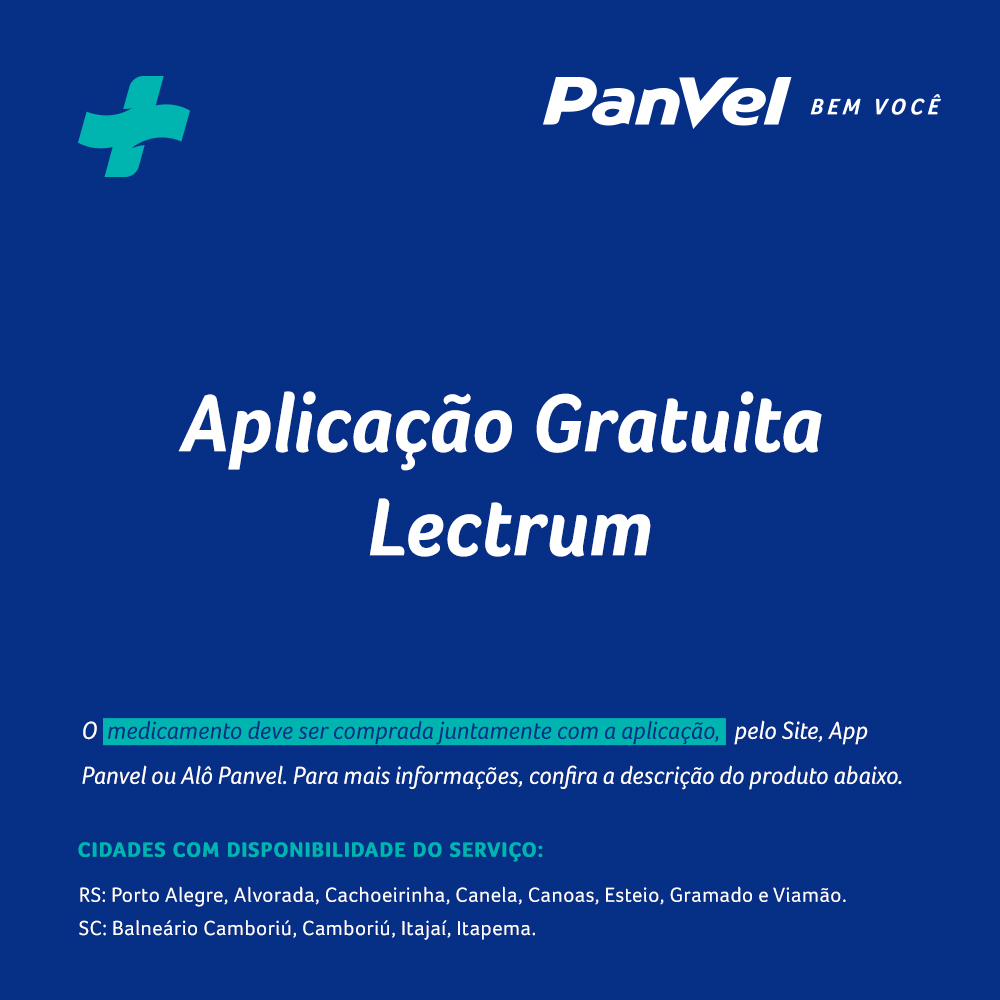 PanVel BEM VOCÊ
Aplicação Gratuita
Lectrum
O medicamento deve ser comprada juntamente com a aplicação, pelo Site, App
Panvel ou Alô Panvel. Para mais informações, confira a descrição do produto abaixo.
CIDADES COM DISPONIBILIDADE DO SERVIÇO:
RS: Porto Alegre, Alvorada, Cachoeirinha, Canela, Canoas, Esteio, Gramado e Viamão.
SC: Balneário Camboriú, Camboriú, Itajaí, Itapema.